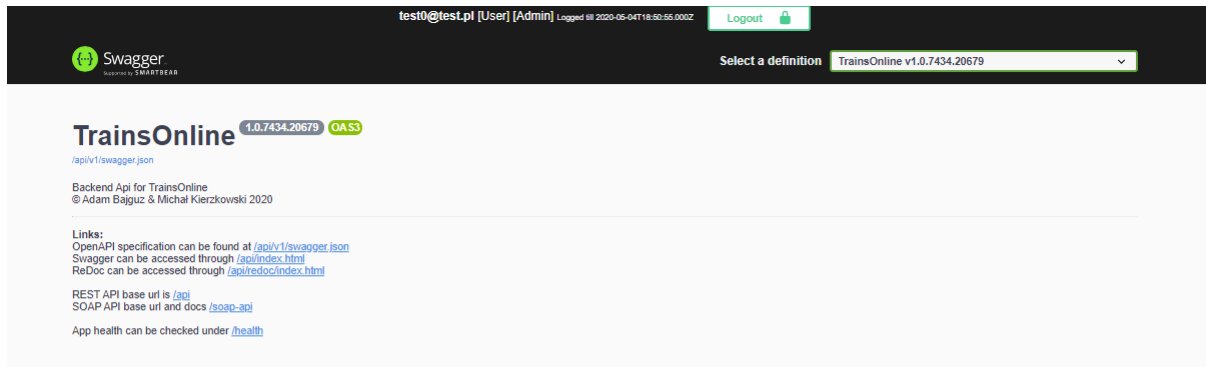 test0@test.pl [User] [Admin] Logged till 2020-05-04T18:50:55.000Z Logout
{...} Swagger. Supported by SMARTBEAR
Select a definition TrainsOnline v1.0.7434.20679
TrainsOnline 1.0.7434.20679 OAS3
/api/v1/swagger.json
Backend Api for TrainsOnline
© Adam Bajguz & Michał Kierzkowski 2020
Links:
OpenAPI specification can be found at /api/v1/swagger.json
Swagger can be accessed through /api/index.html
ReDoc can be accessed through /api/redoc/index.html
REST API base url is /api
SOAP API base url and docs /soap-api
App health can be checked under /health